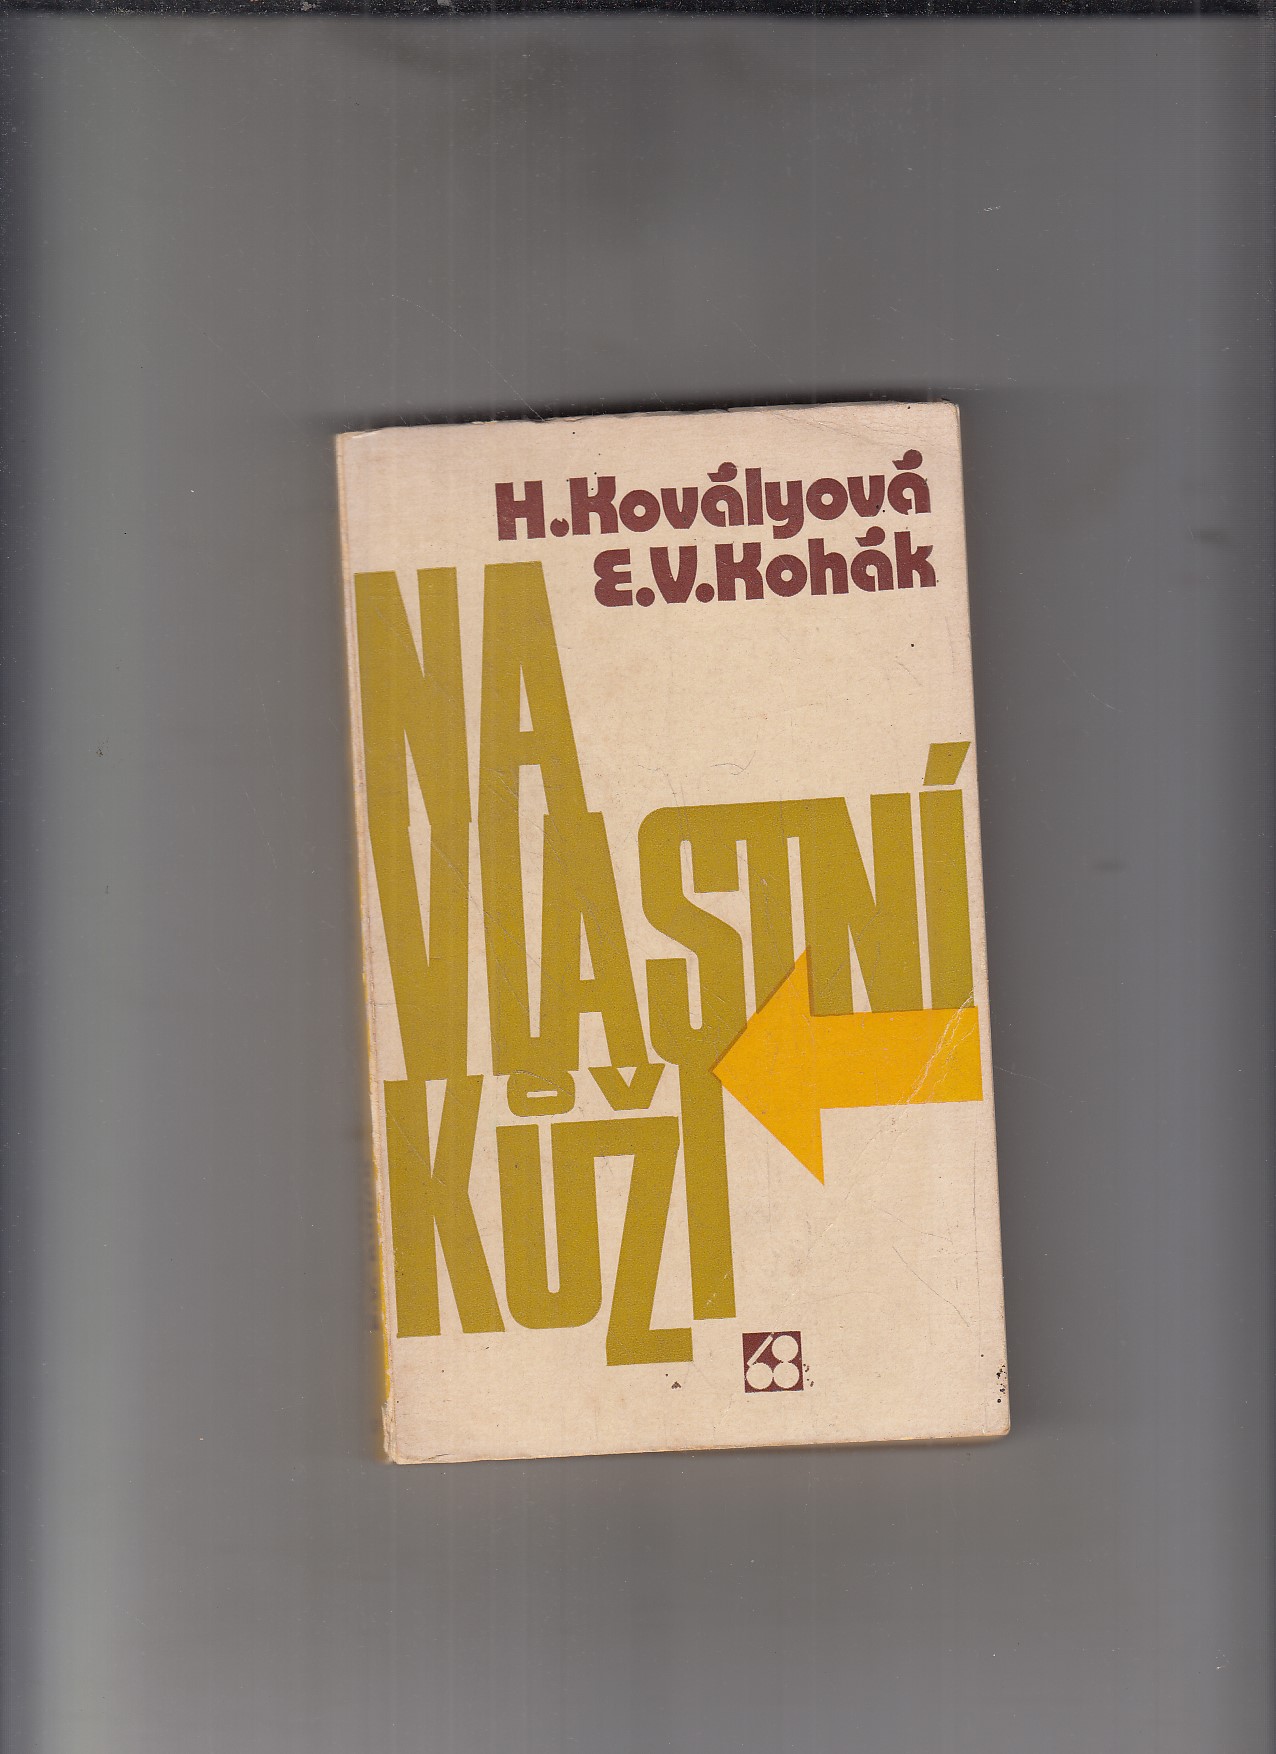 H.Kovályová
E.V.Kohák
NA
VLASTNÍ
KŮŽI
68